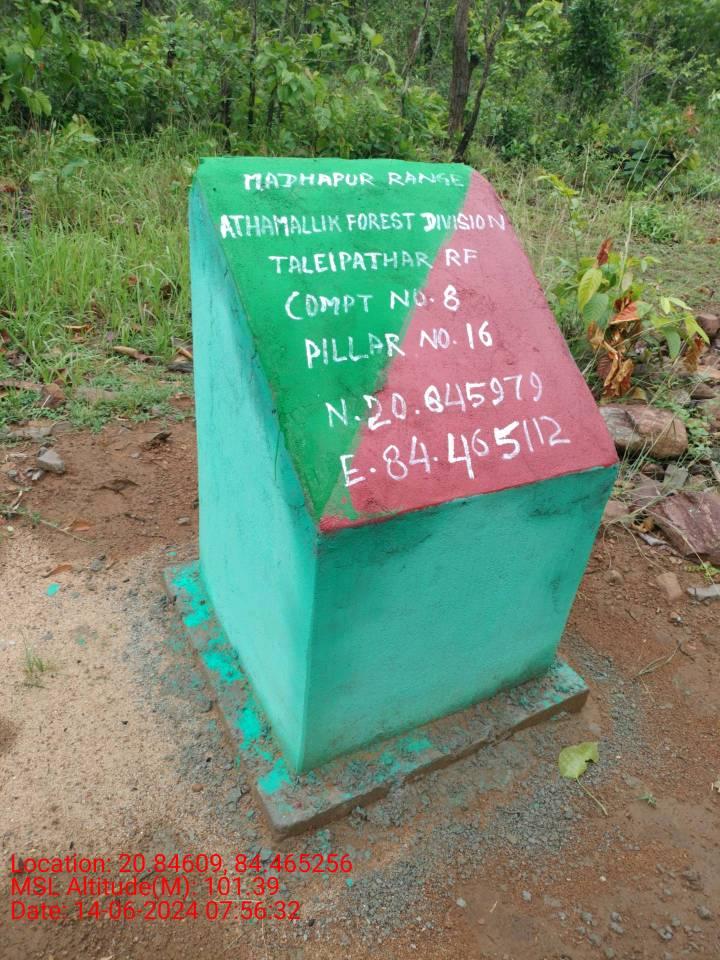 MADHAPUR RANGE
ATHAMALLIK FOREST DIVISION
TALEIPATHAR RF
COMPT NO. 8
PILLAR NO. 16
N. 20. 845979
E. 84. 465112
Location: 20.84609, 84.465256
MSL Altitude(M): 101.39
Date: 14-06-2024 07:56.32